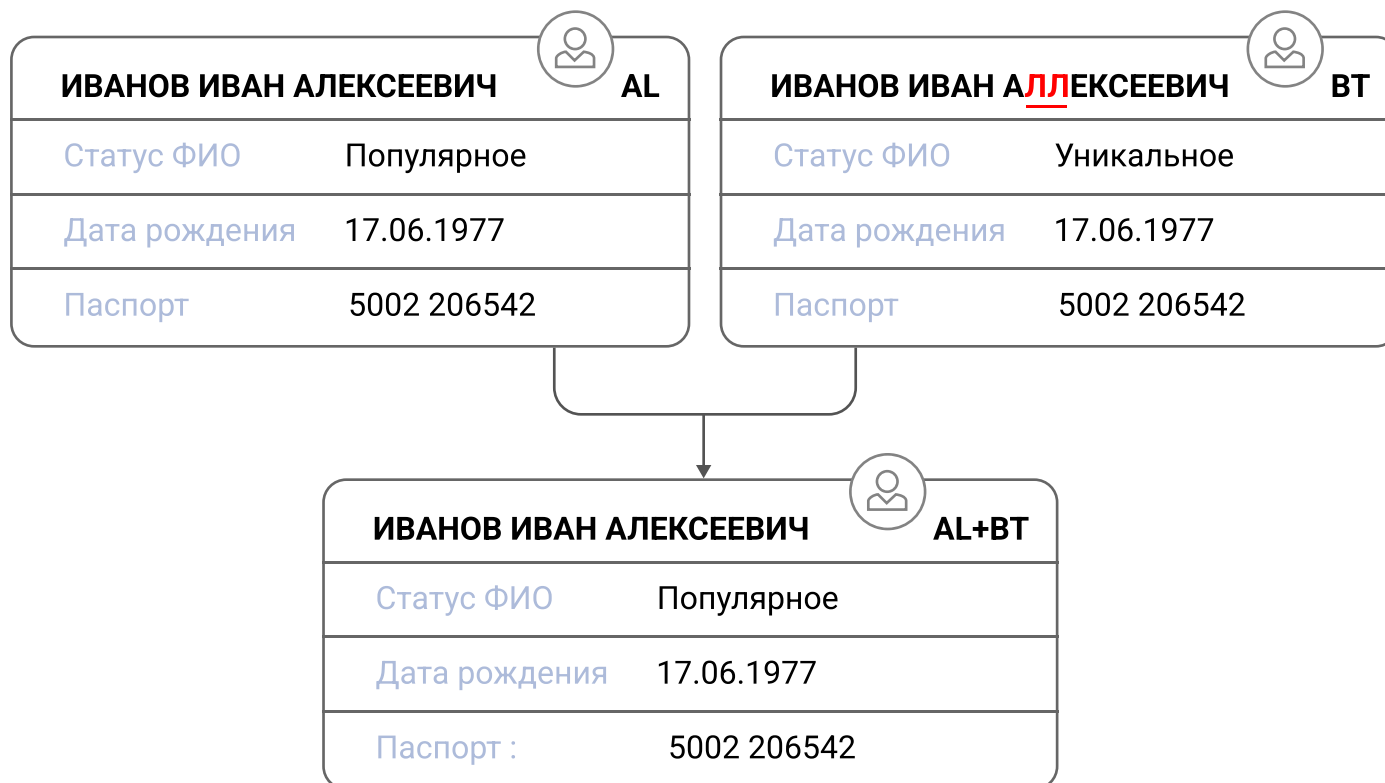 ИВАНОВ ИВАН АЛЕКСЕЕВИЧ AL
Статус ФИО Популярное
Дата рождения 17.06.1977
Паспорт 5002 206542
ИВАНОВ ИВАН АЛЛЕКСЕЕВИЧ BT
Статус ФИО Уникальное
Дата рождения 17.06.1977
Паспорт 5002 206542
ИВАНОВ ИВАН АЛЕКСЕЕВИЧ AL+BT
Статус ФИО Популярное
Дата рождения 17.06.1977
Паспорт : 5002 206542